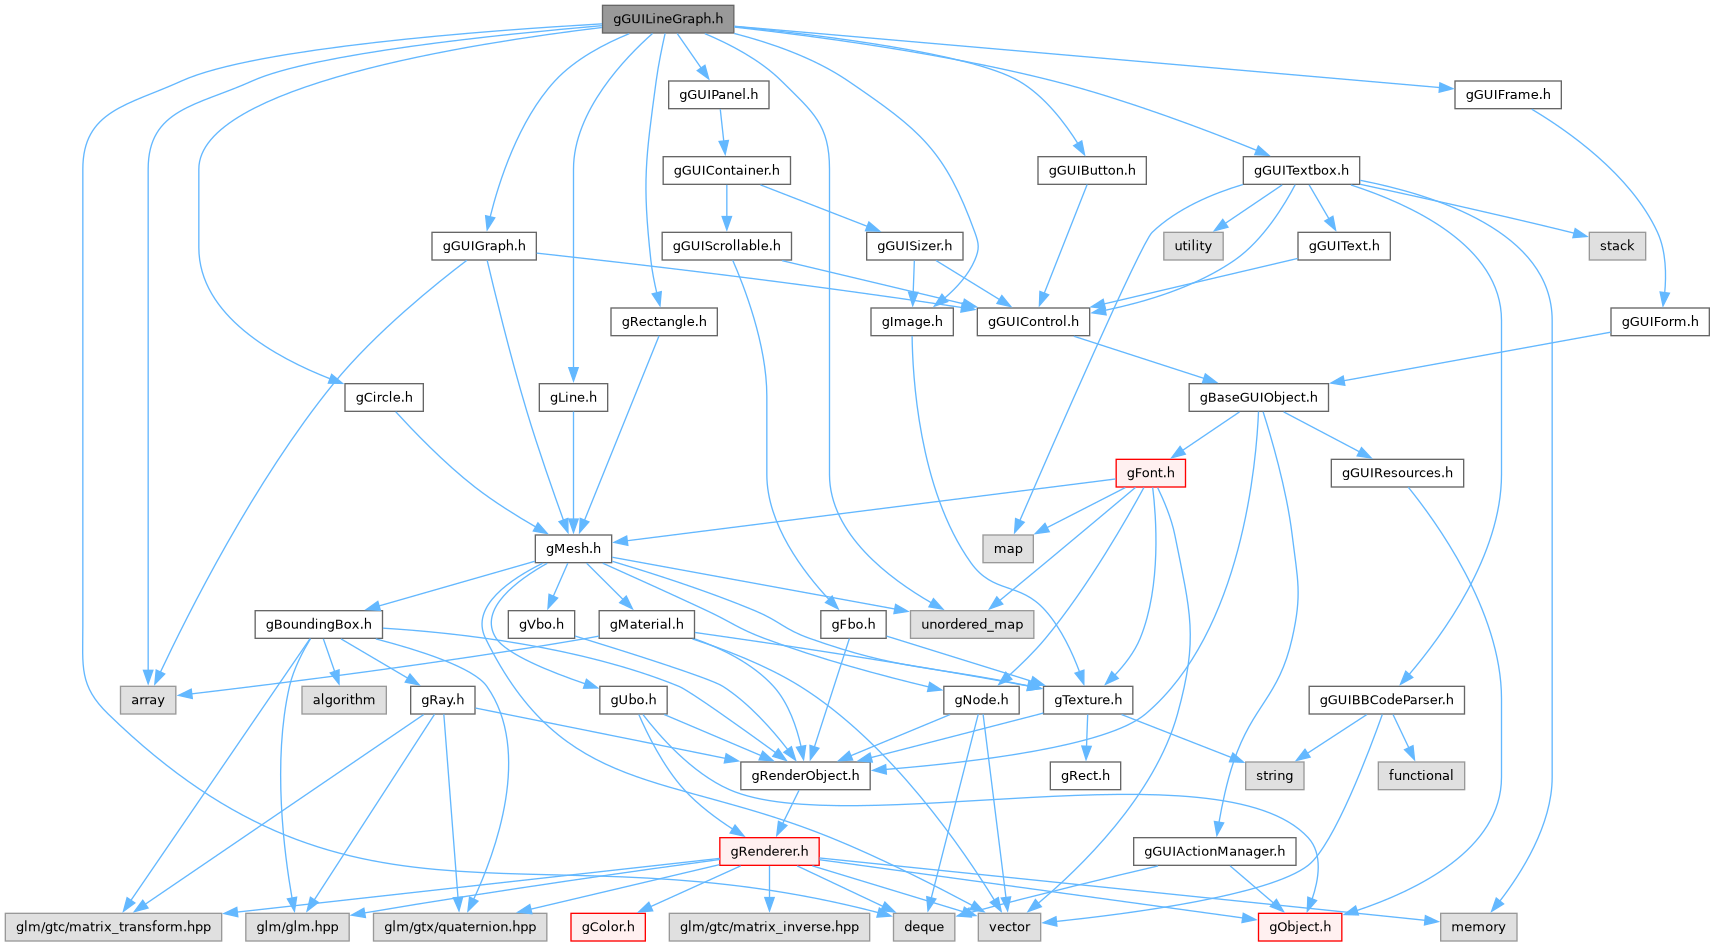 gGUILineGraph.h
gGUIPanel.h
gGUIFrame.h
gGUIContainer.h
gGUIButton.h
gGUITextbox.h
gGUIGraph.h
gGUIScrollable.h
gGUISizer.h
utility
gGUIText.h
stack
gRectangle.h
gImage.h
gGUIControl.h
gGUIForm.h
gCircle.h
gLine.h
gBaseGUIObject.h
gFont.h
gGUIResources.h
gMesh.h
map
gBoundingBox.h
gVbo.h
gMaterial.h
gFbo.h
unordered_map
array
algorithm
gRay.h
gUbo.h
gNode.h
gTexture.h
gGUIBBCodeParser.h
gRenderObject.h
gRect.h
string
functional
gRenderer.h
gGUIActionManager.h
glm/gtc/matrix_transform.hpp
glm/glm.hpp
glm/gtx/quaternion.hpp
gColor.h
glm/gtc/matrix_inverse.hpp
deque
vector
gObject.h
memory